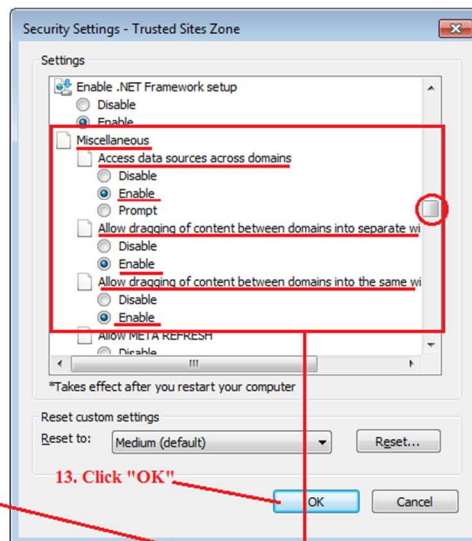 Security Settings - Trusted Sites Zone
Settings
Enable .NET Framework setup
Disable
Enable
Miscellaneous
Access data sources across domains
Disable
Enable
Prompt
Allow dragging of content between domains into separate wi
Disable
Enable
Allow dragging of content between domains into the same wi
Disable
Enable
Allow META REFRESH
Disable
*Takes effect after you restart your computer
Reset custom settings
Reset to:
Medium (default)
Reset...
13. Click "OK"
OK
Cancel